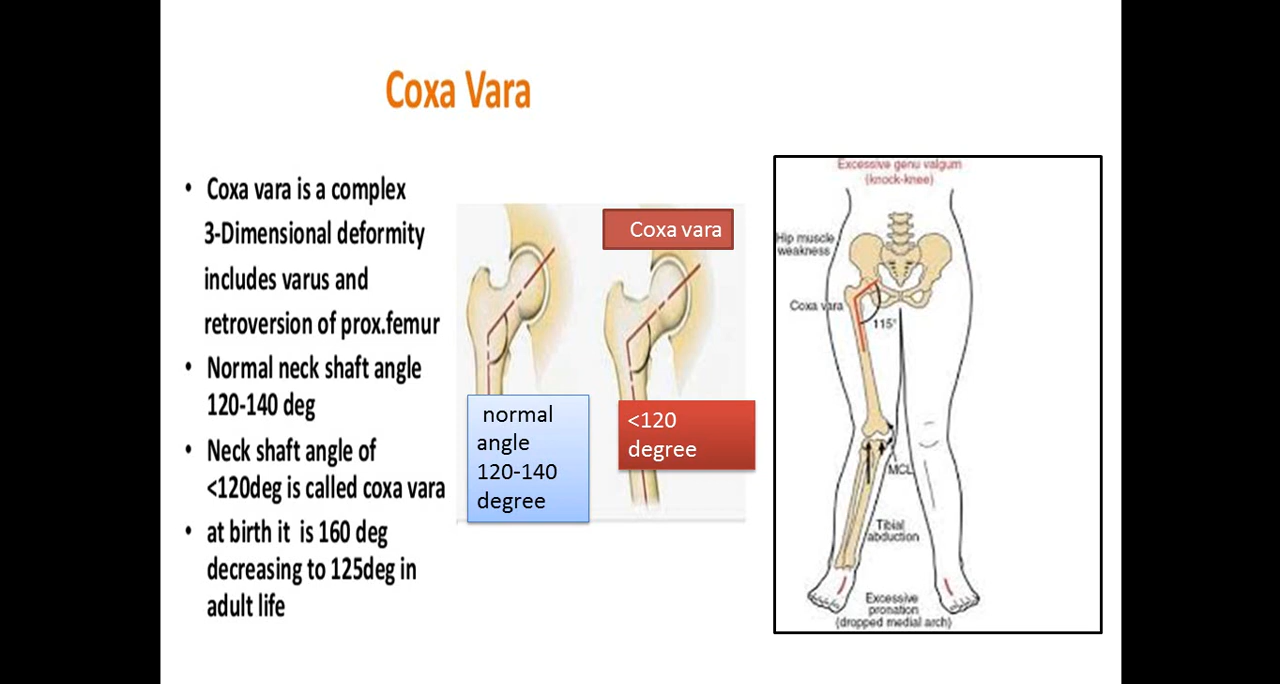 Coxa Vara
• Coxa vara is a complex
3-Dimensional deformity
includes varus and
retroversion of prox.femur
• Normal neck shaft angle
120-140 deg
• Neck shaft angle of
<120deg is called coxa vara
• at birth it is 160 deg
decreasing to 125deg in
adult life
Coxa vara
normal
angle
120-140
degree
<120
degree
Excessive genu valgum
(knock-knee)
Hip muscle
weakness
Coxa vara
115°
MCL
Tibial
abduction
Excessive
pronation
(dropped medial arch)